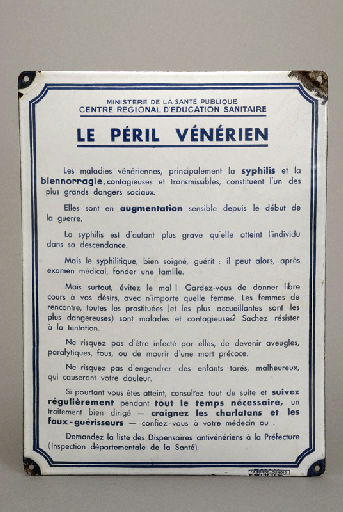 MINISTÈRE DE LA SANTÉ PUBLIQUE
CENTRE REGIONAL D'EDUCATION SANITAIRE
LE PÉRIL VÉNÉRIEN
Les maladies vénériennes, principalement la syphilis et la
blennorragie, contagieuses et transmissibles, constituent l'un des
plus grands dangers sociaux.
Elles sont en augmentation sensible depuis le début de
la guerre.
La syphilis est d'autant plus grave qu'elle atteint l'individu
dans sa descendance.
Mais le syphilitique, bien soigné, guérit : il peut alors, après
examen médical, fonder une famille.
Mais surtout, évitez le mal ! Gardez-vous de donner libre
cours à vos désirs, avec n'importe quelle femme. Les femmes de
rencontre, toutes les prostituées (et les plus accueillantes sont les
plus dangereuses) sont malades et contagieuses? Sachez résister
à la tentation.
Ne risquez pas d'être infecté par elles, de devenir aveugles,
paralytiques, fous, ou de mourir d'une mort précoce.
Ne risquez pas d'engendrer des enfants tarés, malheureux,
qui causeront votre douleur.
Si pourtant vous êtes atteint, consultez tout de suite et suivez
régulièrement pendant tout le temps nécessaire, un
traitement bien dirigé — craignez les charlatans et les
faux-guérisseurs — confiez-vous à votre médecin ou .
Demandez la liste des Dispensaires antivénériens à la Préfecture
(Inspection départementale de la Santé).